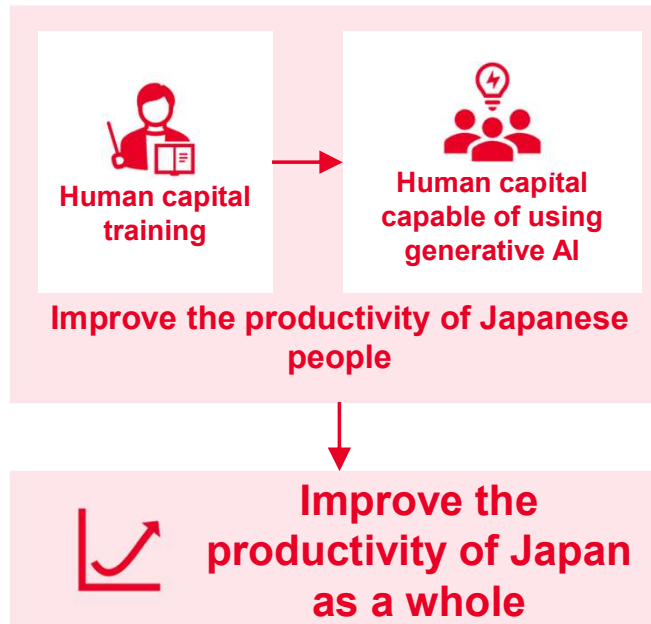 Human capital
training
Human capital
capable of using
generative AI
Improve the productivity of Japanese
people
Improve the
productivity of Japan
as a whole